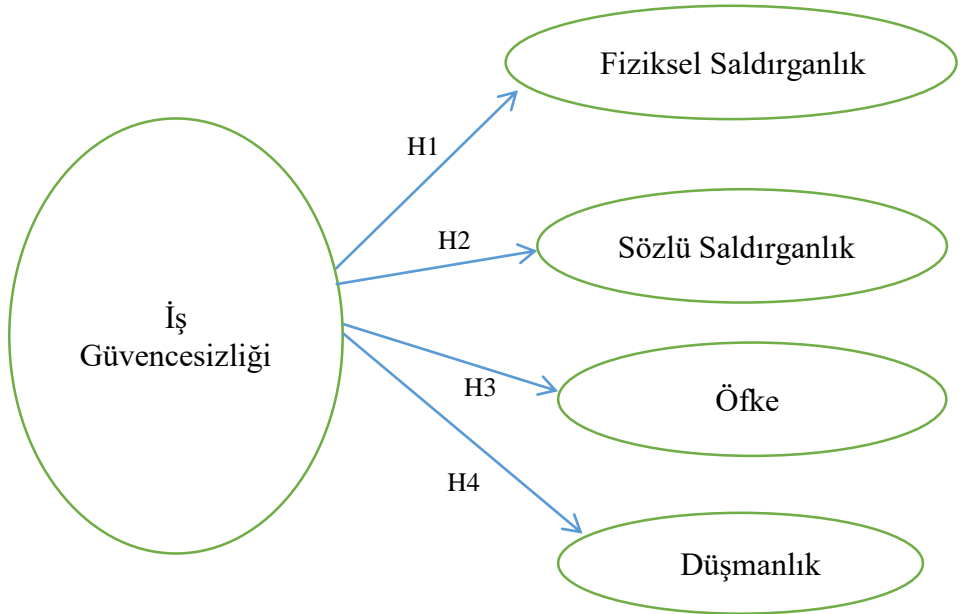 Fiziksel Saldırganlık
H1
H2
Sözlü Saldırganlık
İş
Güvencesizliği
H3
Öfke
H4
Düşmanlık